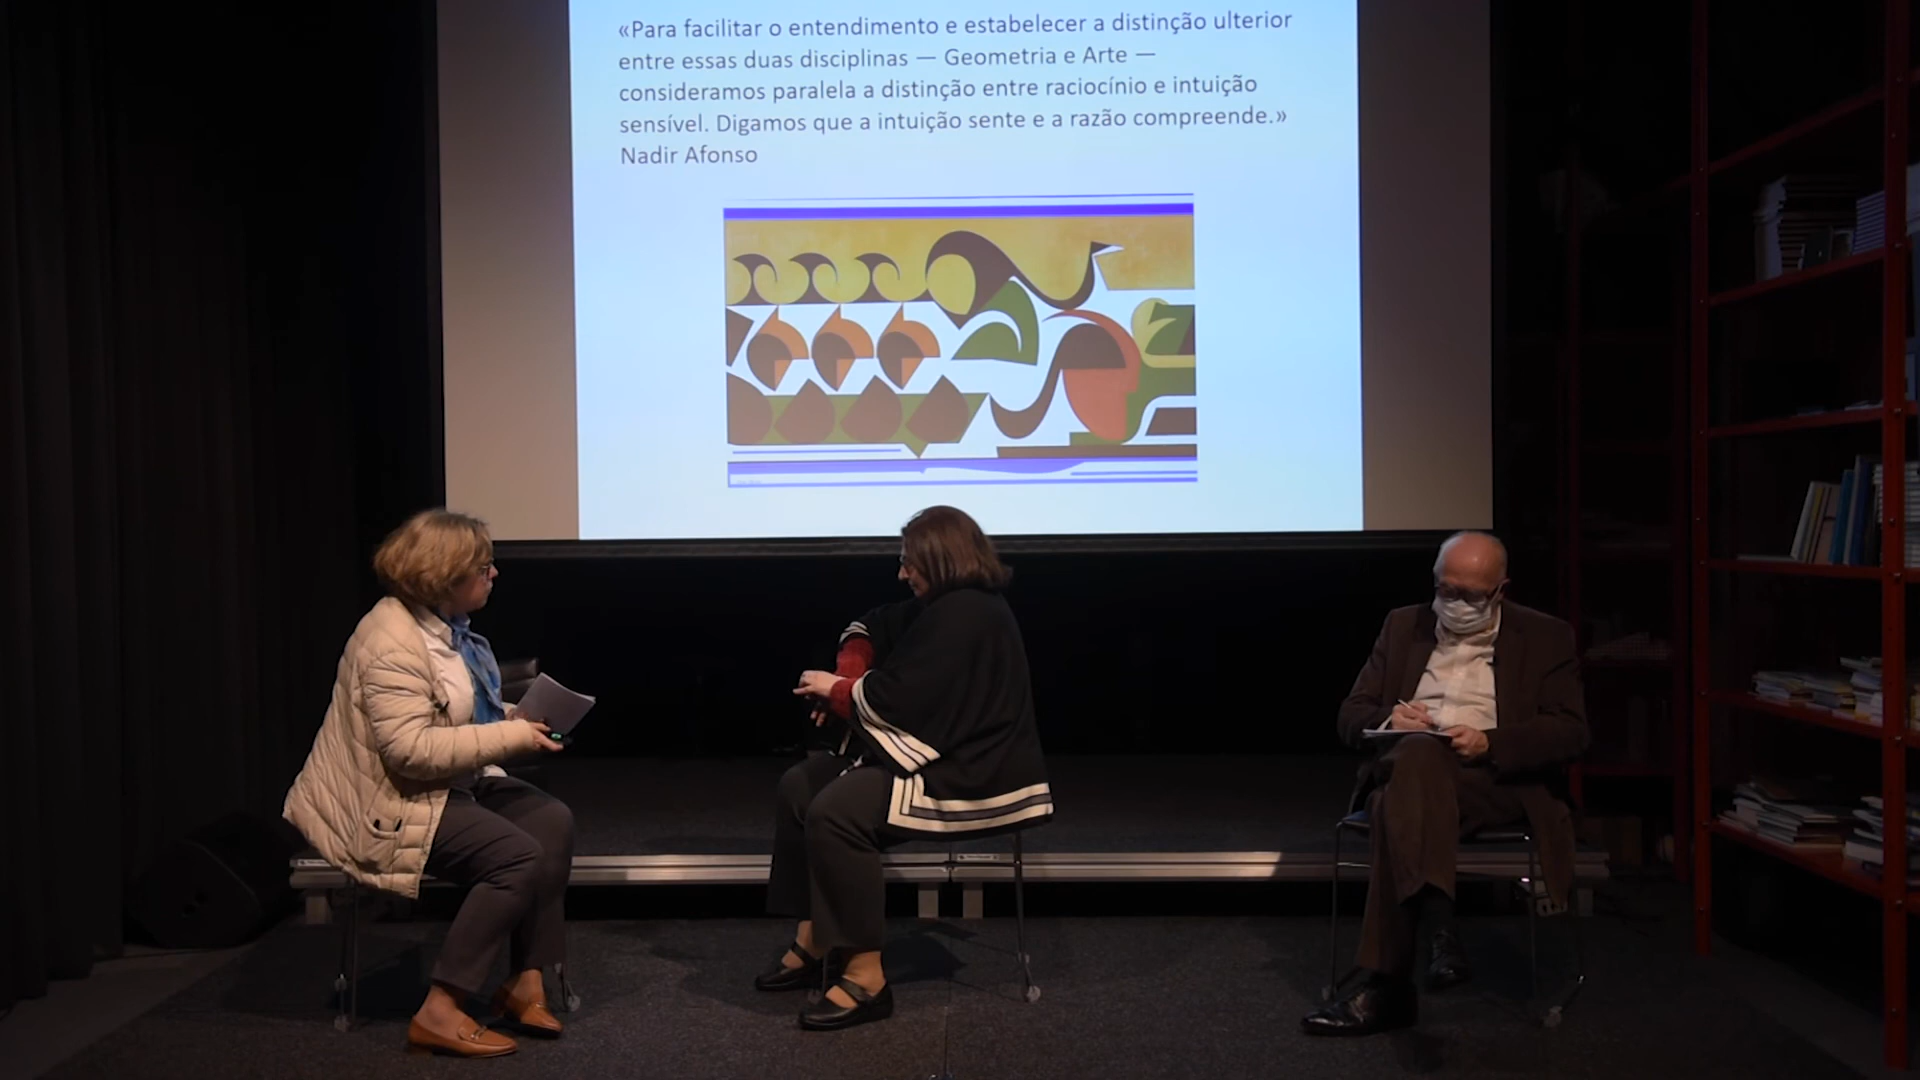 «Para facilitar o entendimento e estabelecer a distinção ulterior
entre essas duas disciplinas — Geometria e Arte —
consideramos paralela a distinção entre raciocínio e intuição
sensível. Digamos que a intuição sente e a razão compreende.»
Nadir Afonso